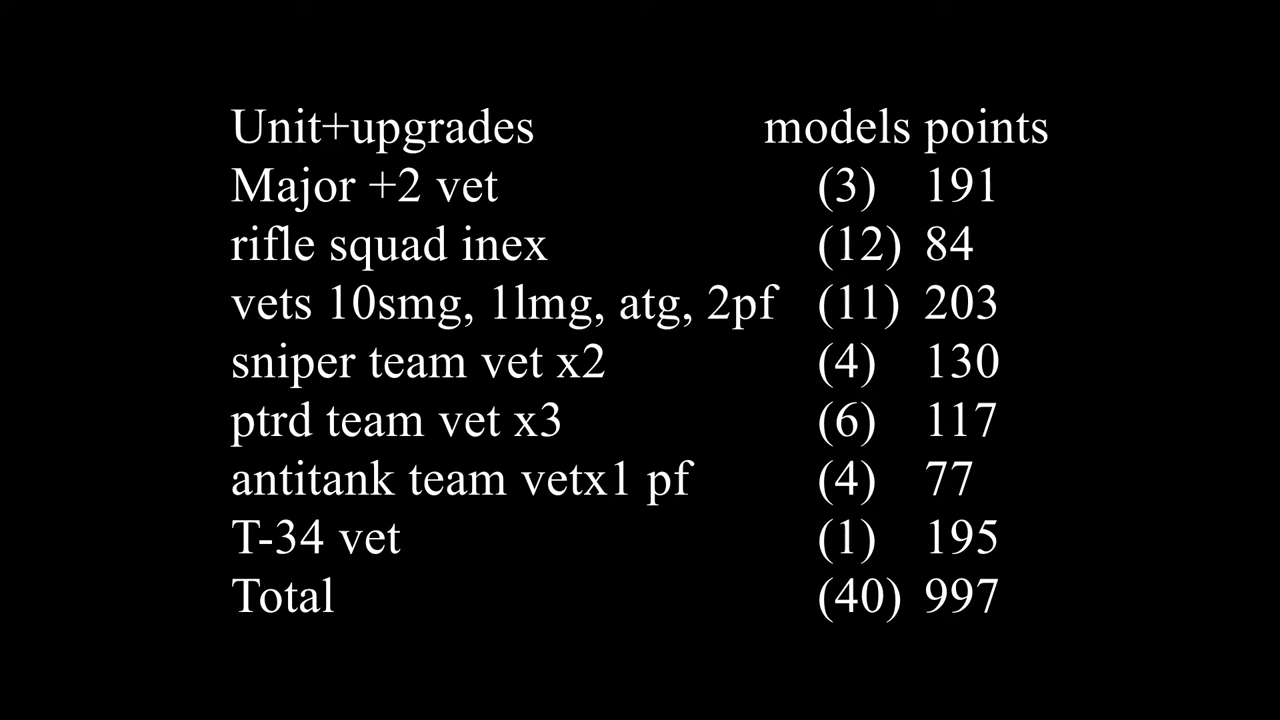 Unit+upgrades models points
Major +2 vet (3) 191
rifle squad inex (12) 84
vets 10smg, 1lmg, atg, 2pf (11) 203
sniper team vet x2 (4) 130
ptrd team vet x3 (6) 117
antitank team vetx1 pf (4) 77
T-34 vet (1) 195
Total (40) 997